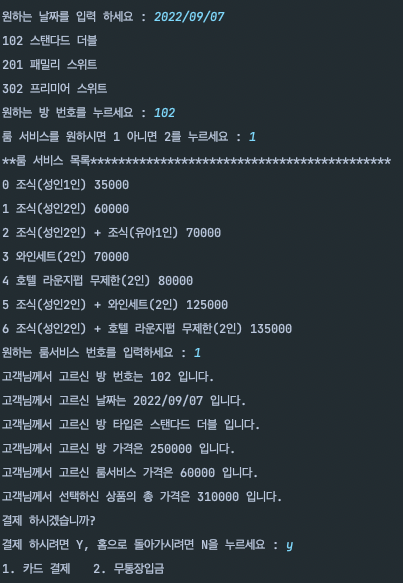 원하는 날짜를 입력 하세요 : 2022/09/07
102 스탠다드 더블
201 패밀리 스위트
302 프리미어 스위트
원하는 방 번호를 누르세요 : 102
룸 서비스를 원하시면 1 아니면 2를 누르세요 : 1
**룸 서비스 목록*******************************************
0 조식(성인1인) 35000
1 조식(성인2인) 60000
2 조식(성인2인) + 조식(유아1인) 70000
3 와인세트(2인) 70000
4 호텔 라운지펍 무제한(2인) 80000
5 조식(성인2인) + 와인세트(2인) 125000
6 조식(성인2인) + 호텔 라운지펍 무제한(2인) 135000
원하는 룸서비스 번호를 입력하세요 : 1
고객님께서 고르신 방 번호는 102 입니다.
고객님께서 고르신 날짜는 2022/09/07 입니다.
고객님께서 고르신 방 타입은 스탠다드 더블 입니다.
고객님께서 고르신 방 가격은 250000 입니다.
고객님께서 고르신 룸서비스 가격은 60000 입니다.
고객님께서 선택하신 상품의 총 가격은 310000 입니다.
결제 하시겠습니까?
결제 하시려면 Y, 홈으로 돌아가시려면 N을 누르세요 : y
1. 카드 결제   2. 무통장입금